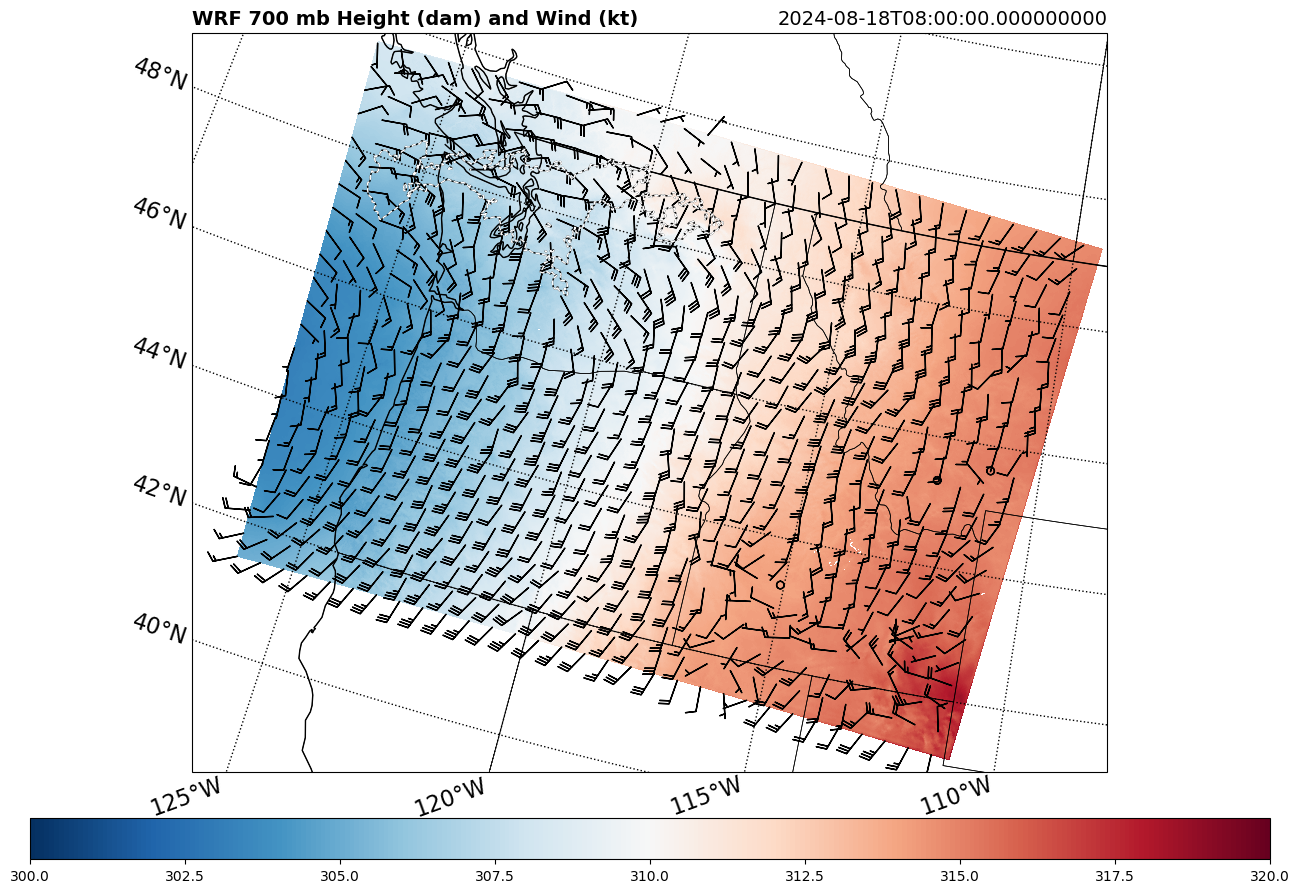 WRF 700 mb Height (dam) and Wind (kt)
2024-08-18T08:00:00.000000000
48°N
46°N
44°N
42°N
40°N
125°W
120°W
115°W
110°W
300.0
302.5
305.0
307.5
310.0
312.5
315.0
317.5
320.0